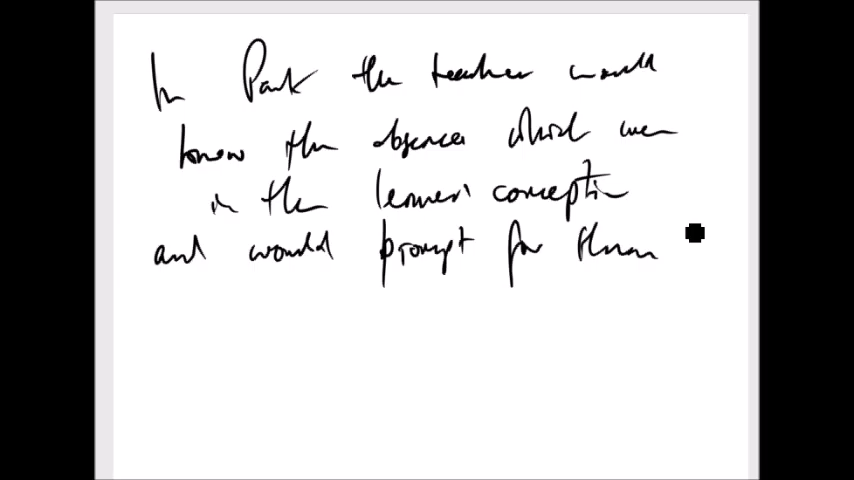 In Pask the teacher would
know the absences which were
in the learner's conception
and would prompt for them